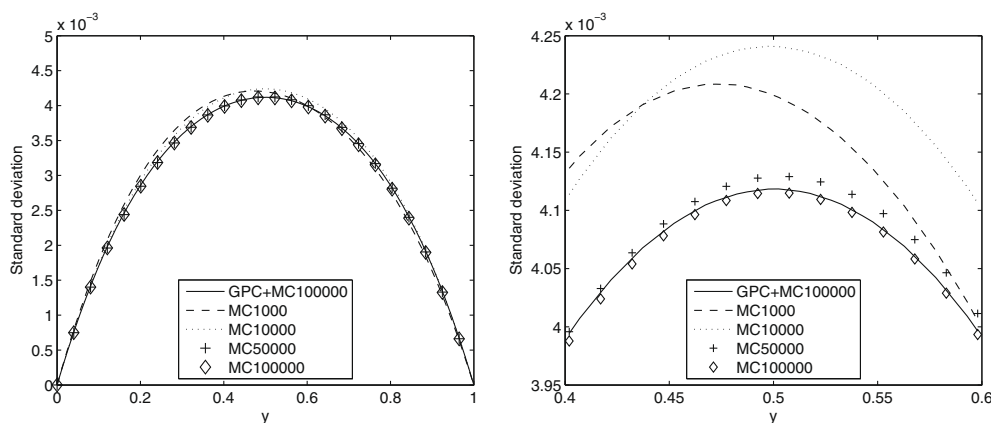 x 10⁻³
5
4.5
4
3.5
3
2.5
2
1.5
1
0.5
0
Standard deviation
GPC+MC100000
MC1000
MC10000
MC50000
MC100000
0 0.2 0.4 0.6 0.8 1
y
x 10⁻³
4.25
4.2
4.15
4.1
4.05
4
3.95
Standard deviation
GPC+MC100000
MC1000
MC10000
MC50000
MC100000
0.4 0.45 0.5 0.55 0.6
y